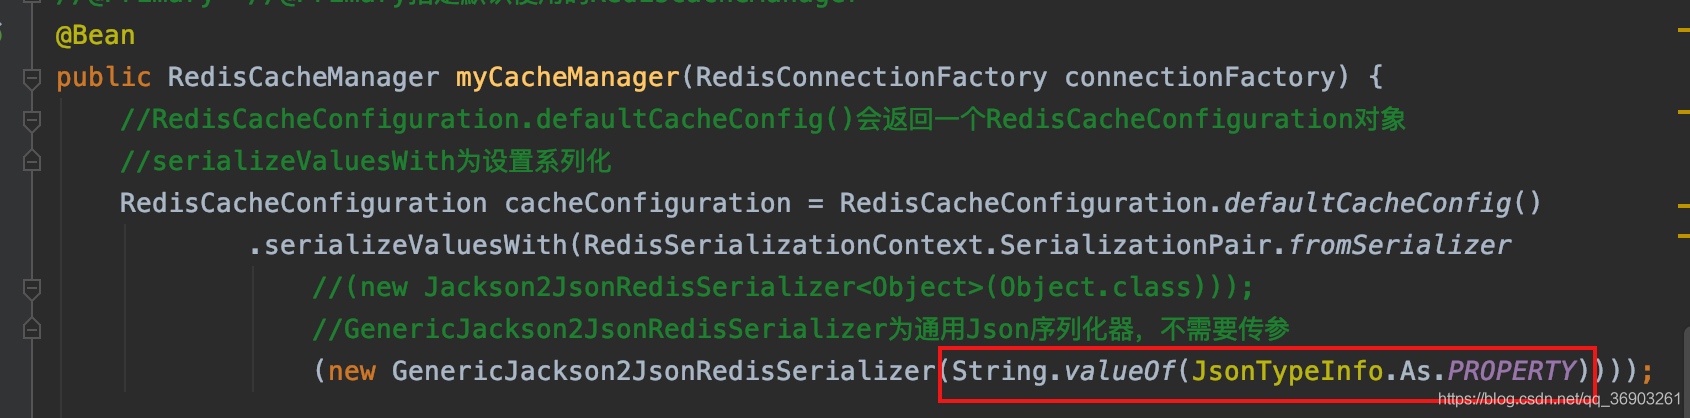 //@Primary //@Primary指定默认使用的RedisCacheManager
@Bean
public RedisCacheManager myCacheManager(RedisConnectionFactory connectionFactory) {
//RedisCacheConfiguration.defaultCacheConfig()会返回一个RedisCacheConfiguration对象
//serializeValuesWith为设置系列化
RedisCacheConfiguration cacheConfiguration = RedisCacheConfiguration.defaultCacheConfig()
.serializeValuesWith(RedisSerializationContext.SerializationPair.fromSerializer
//(new Jackson2JsonRedisSerializer<Object>(Object.class)));
//GenericJackson2JsonRedisSerializer为通用Json序列化器，不需要传参
(new GenericJackson2JsonRedisSerializer(String.valueOf(JsonTypeInfo.As.PROPERTY))));
https://blog.csdn.net/qq_36903261